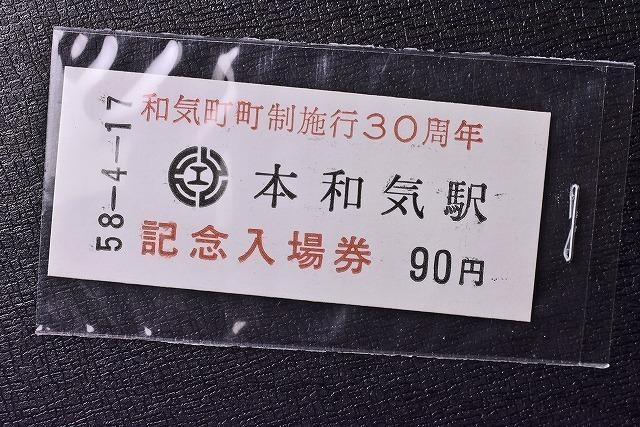 和気町町制施行30周年
本和気駅
記念入場券 90円
58-4-17